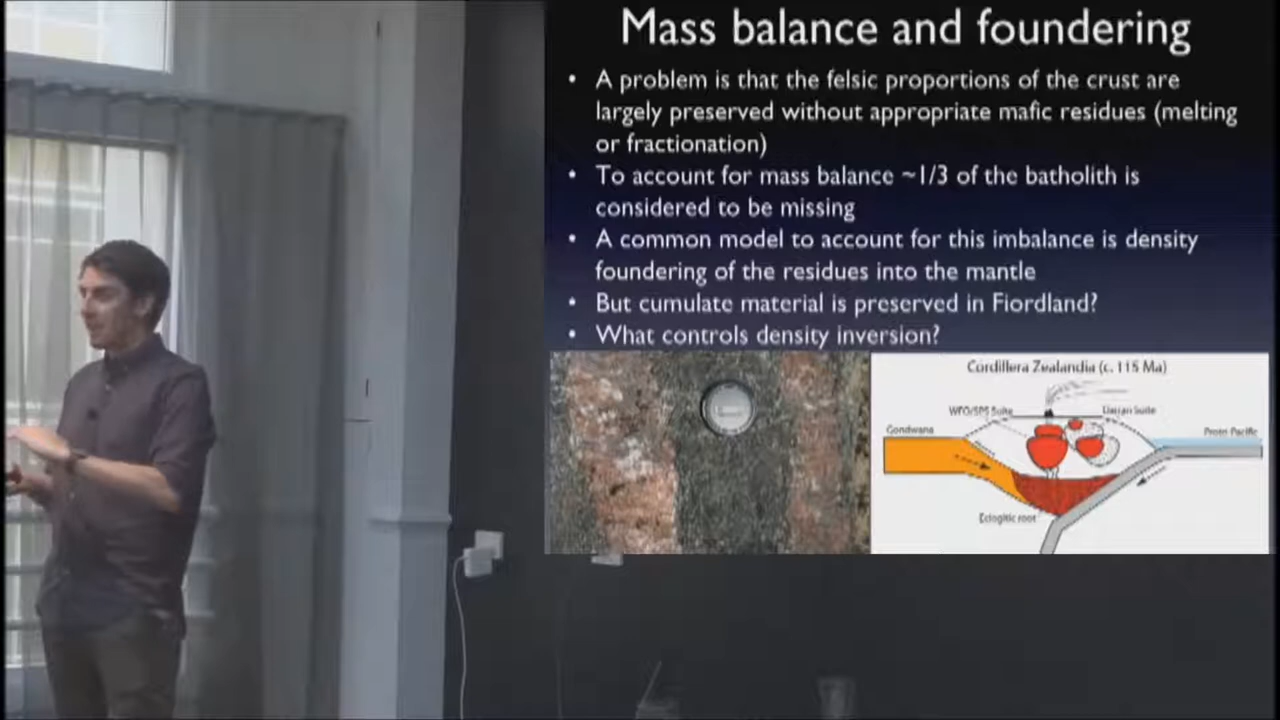 Mass balance and foundering
• A problem is that the felsic proportions of the crust are
largely preserved without appropriate mafic residues (melting
or fractionation)
• To account for mass balance ~1/3 of the batholith is
considered to be missing
• A common model to account for this imbalance is density
foundering of the residues into the mantle
• But cumulate material is preserved in Fiordland?
• What controls density inversion?
Cordillera Zealandia (c. 115 Ma)
WFO/SPS Suite
Darran Suite
Gondwana
Proto-Pacific
Eclogitic root